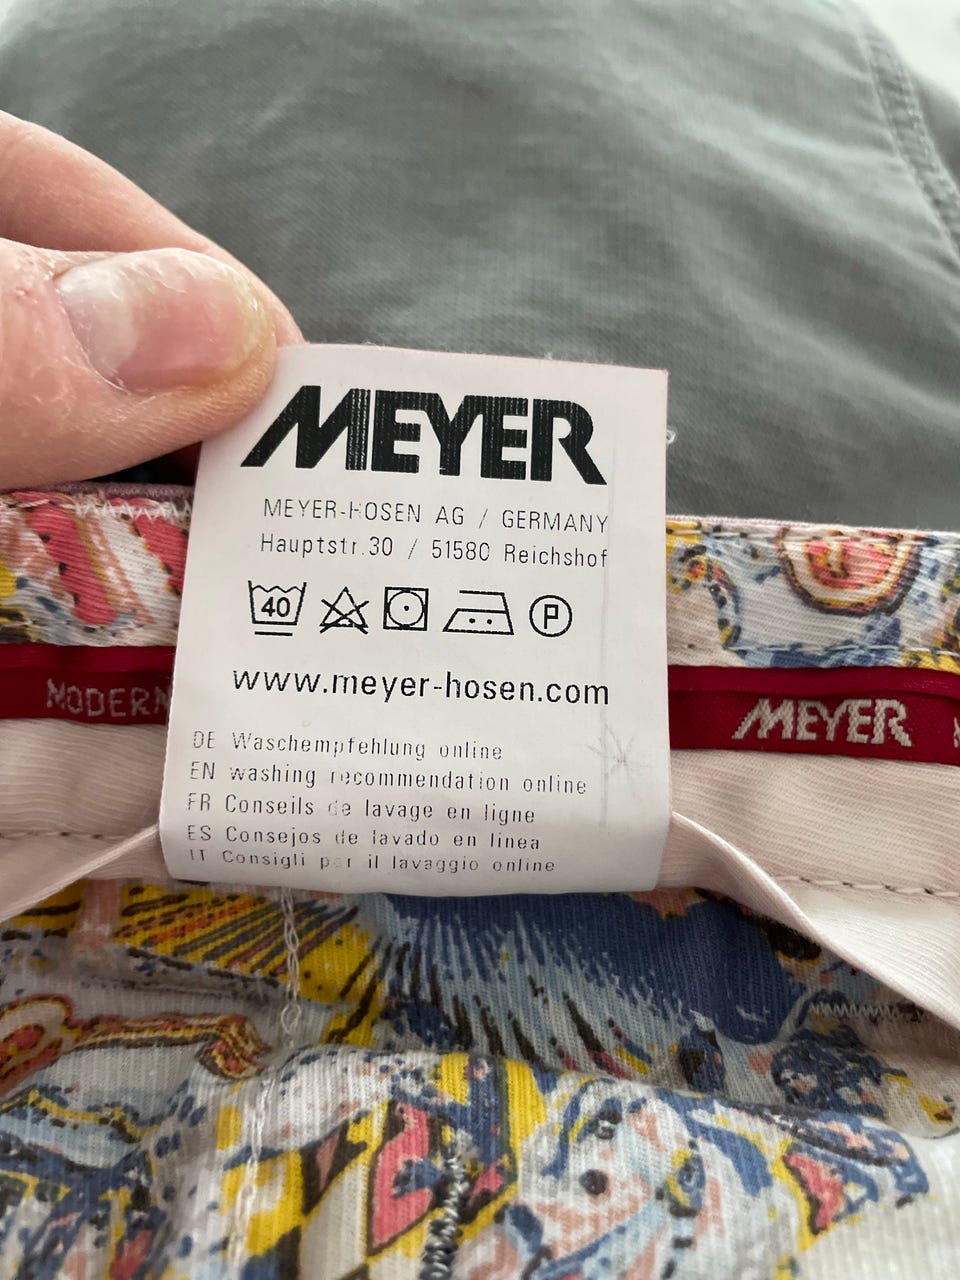 MEYER
MEYER-HOSEN AG / GERMANY
Hauptstr.30 / 51580 Reichshof
40
P
www.meyer-hosen.com
DE Waschempfehlung online
EN washing recommendation online
FR Conseils de lavage en ligne
ES Consejos de lavado en linea
IT Consigli per il lavaggio online
MODERN
MEYER